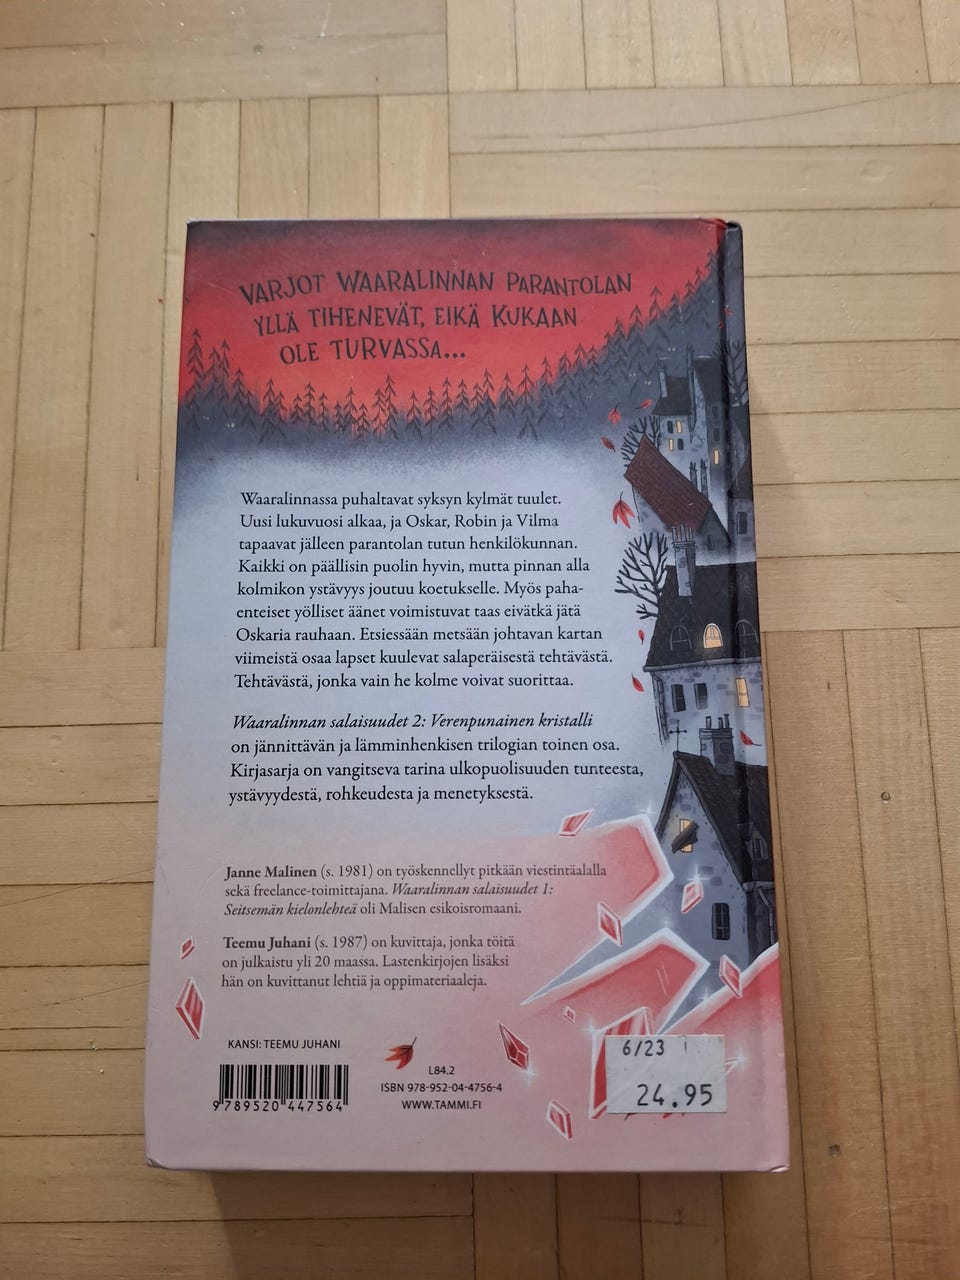 VARJOT WAARALINNAN PARANTOLAN
YLLÄ TIHENEVÄT, EIKÄ KUKAAN
OLE TURVASSA...
Waaralinnassa puhaltavat syksyn kylmät tuulet.
Uusi lukuvuosi alkaa, ja Oskar, Robin ja Vilma
tapaavat jälleen parantolan tutun henkilökunnan.
Kaikki on päällisin puolin hyvin, mutta pinnan alla
kolmikon ystävyys joutuu koetukselle. Myös paha-
enteiset yölliset äänet voimistuvat taas eivätkä jätä
Oskaria rauhaan. Etsiessään metsään johtavan kartan
viimeistä osaa lapset kuulevat salaperäisestä tehtävästä.
Tehtävästä, jonka vain he kolme voivat suorittaa.
Waaralinnan salaisuudet 2: Verenpunainen kristalli
on jännittävän ja lämminhenkisen trilogian toinen osa.
Kirjasarja on vangitseva tarina ulkopuolisuuden tunteesta,
ystävyydestä, rohkeudesta ja menetyksestä.
Janne Malinen (s. 1981) on työskennellyt pitkään viestintäalalla
sekä freelance-toimittajana. Waaralinnan salaisuudet 1:
Seitsemän kielonlehteä oli Malisen esikoisromaani.
Teemu Juhani (s. 1987) on kuvittaja, jonka töitä
on julkaistu yli 20 maassa. Lastenkirjojen lisäksi
hän on kuvittanut lehtiä ja oppimateriaaleja.
KANSI: TEEMU JUHANI
9789520447564
L84.2
ISBN 978-952-04-4756-4
WWW.TAMMI.FI
6/23
24.95